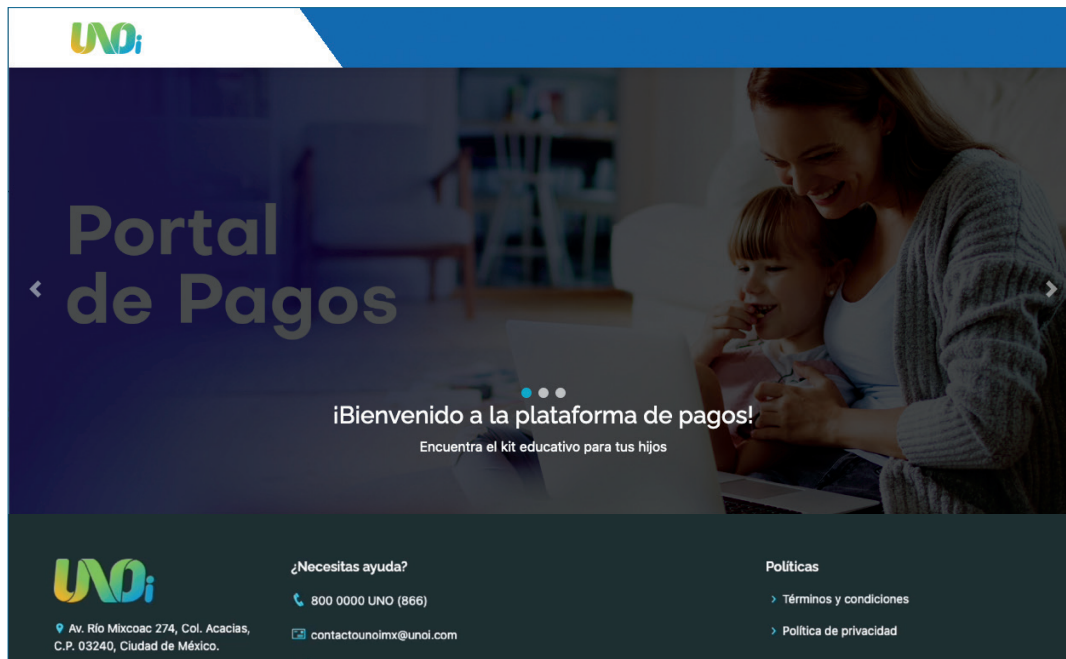 UNOi
Portal
de Pagos
¡Bienvenido a la plataforma de pagos!
Encuentra el kit educativo para tus hijos
UNOi
Av. Río Mixcoac 274, Col. Acacias,
C.P. 03240, Ciudad de México.
¿Necesitas ayuda?
800 0000 UNO (866)
contactounoimx@unoi.com
Políticas
Términos y condiciones
Política de privacidad